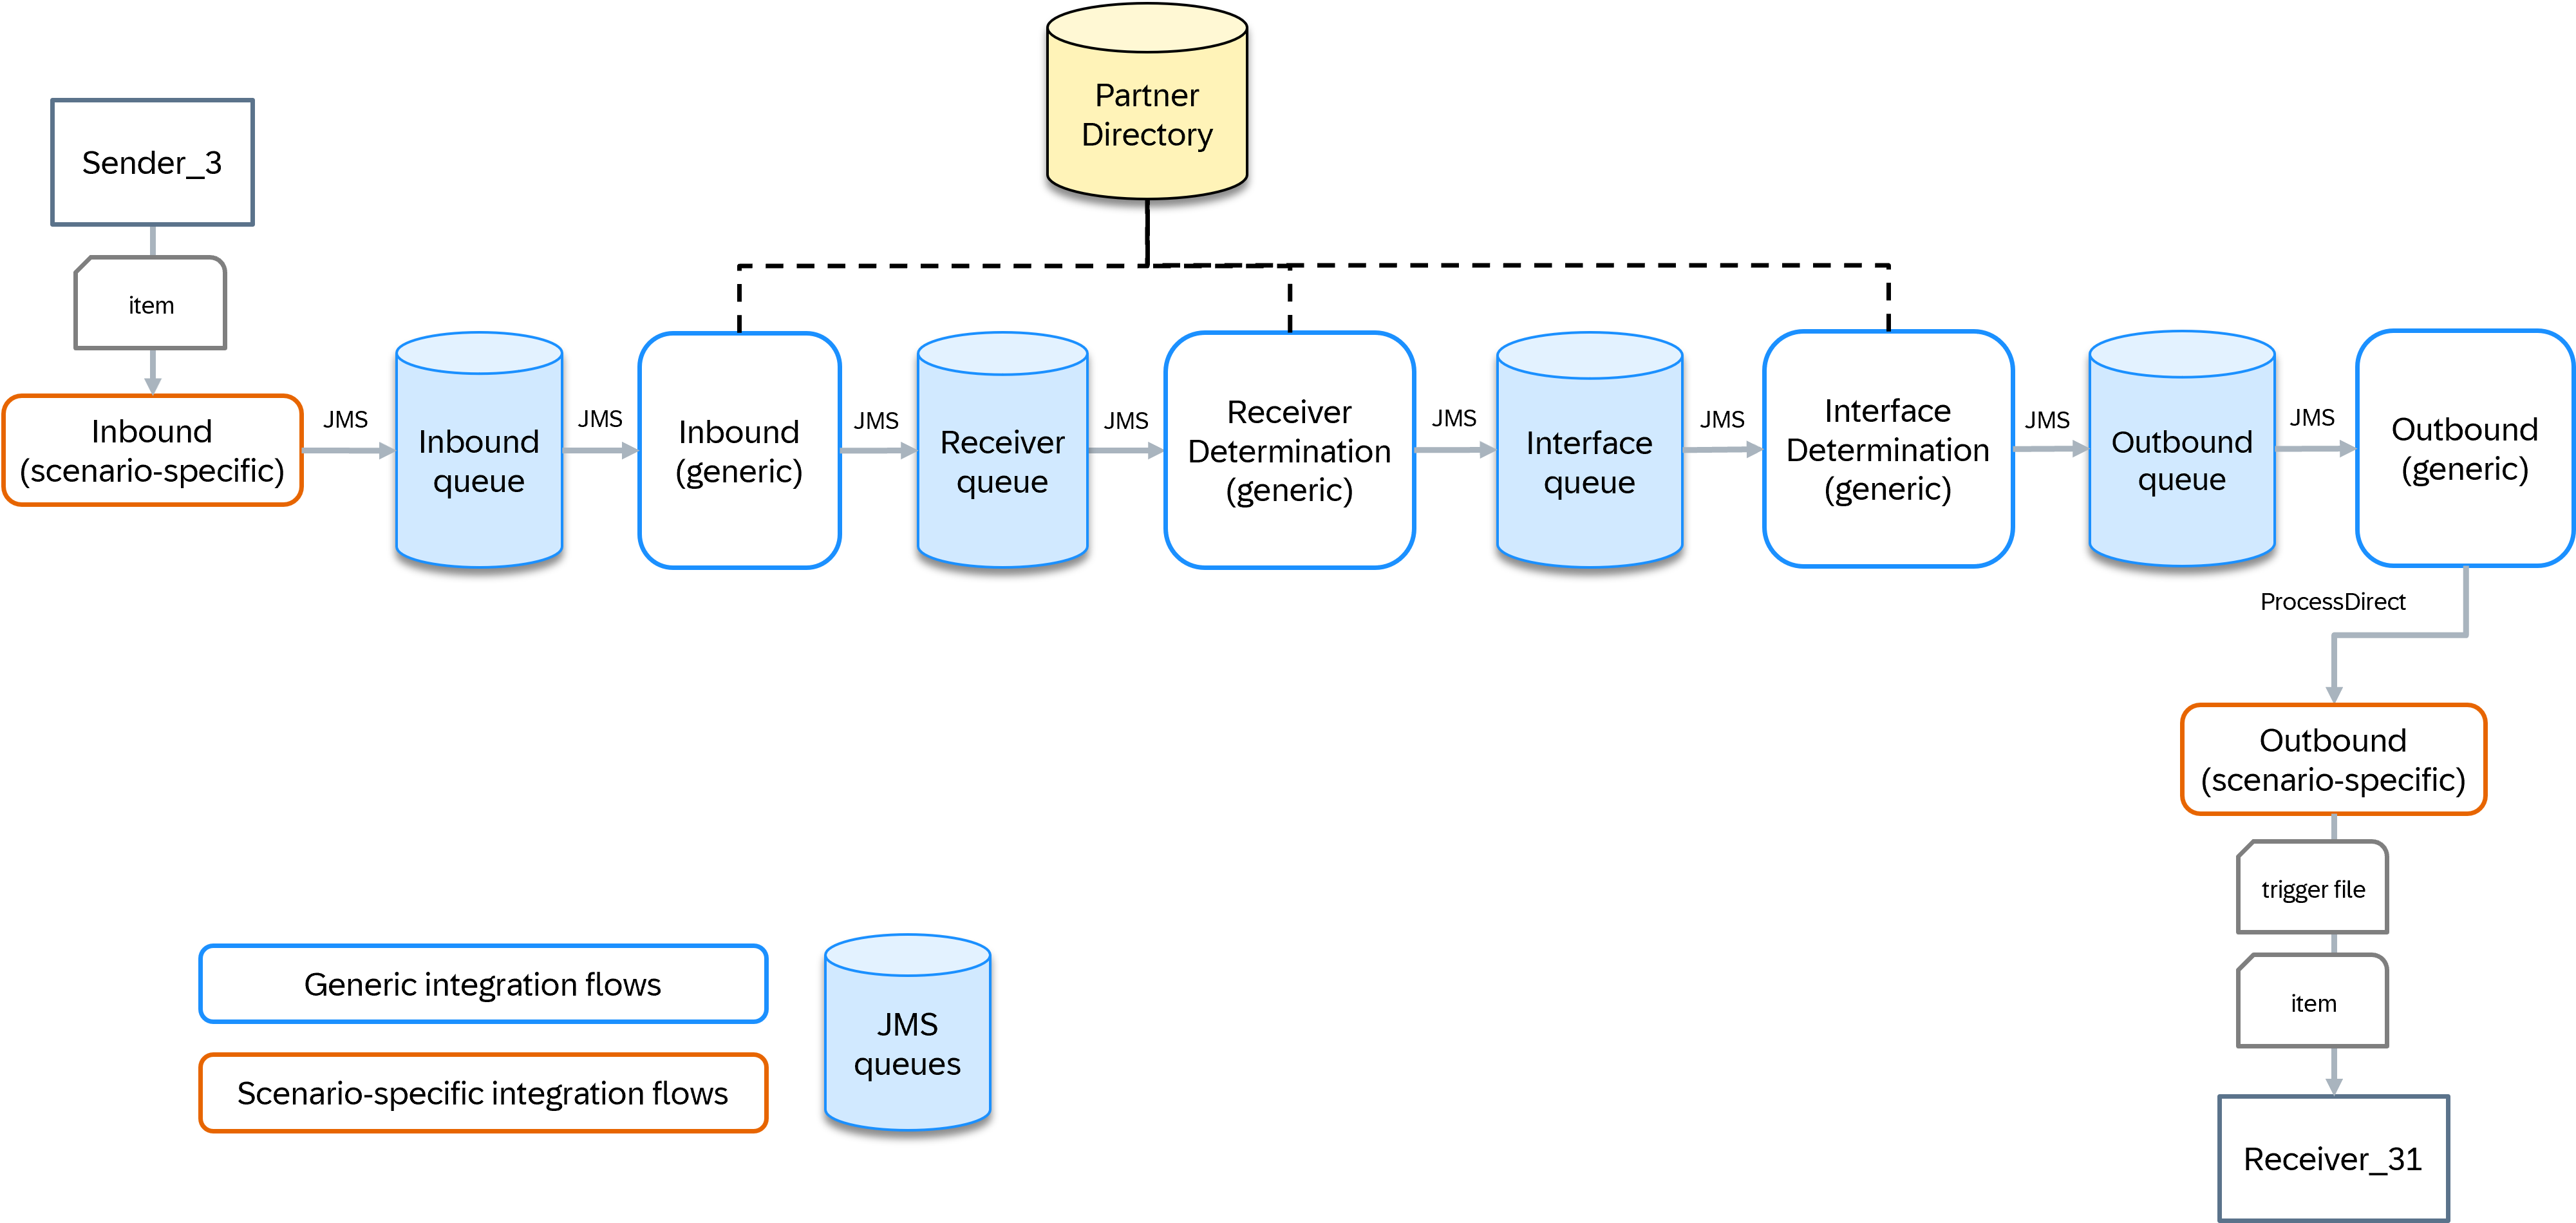 Partner
Directory
Sender_3
item
Inbound
(scenario-specific)
JMS
Inbound
queue
JMS
Inbound
(generic)
JMS
Receiver
queue
JMS
Receiver
Determination
(generic)
JMS
Interface
queue
JMS
Interface
Determination
(generic)
JMS
Outbound
queue
JMS
Outbound
(generic)
ProcessDirect
Outbound
(scenario-specific)
trigger file
item
Receiver_31
Generic integration flows
Scenario-specific integration flows
JMS
queues